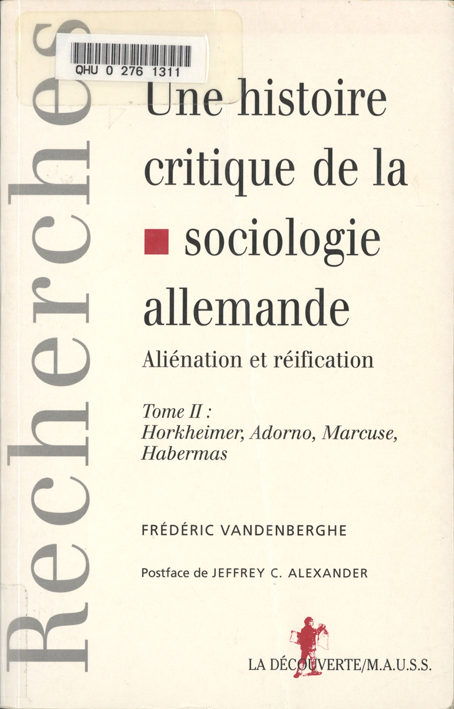 QHU 0 276 1311
Recherches
Une histoire
critique de la
sociologie
allemande
Aliénation et réification
Tome II :
Horkheimer, Adorno, Marcuse,
Habermas
FRÉDÉRIC VANDENBERGHE
Postface de JEFFREY C. ALEXANDER
LA DÉCOUVERTE/M.A.U.S.S.